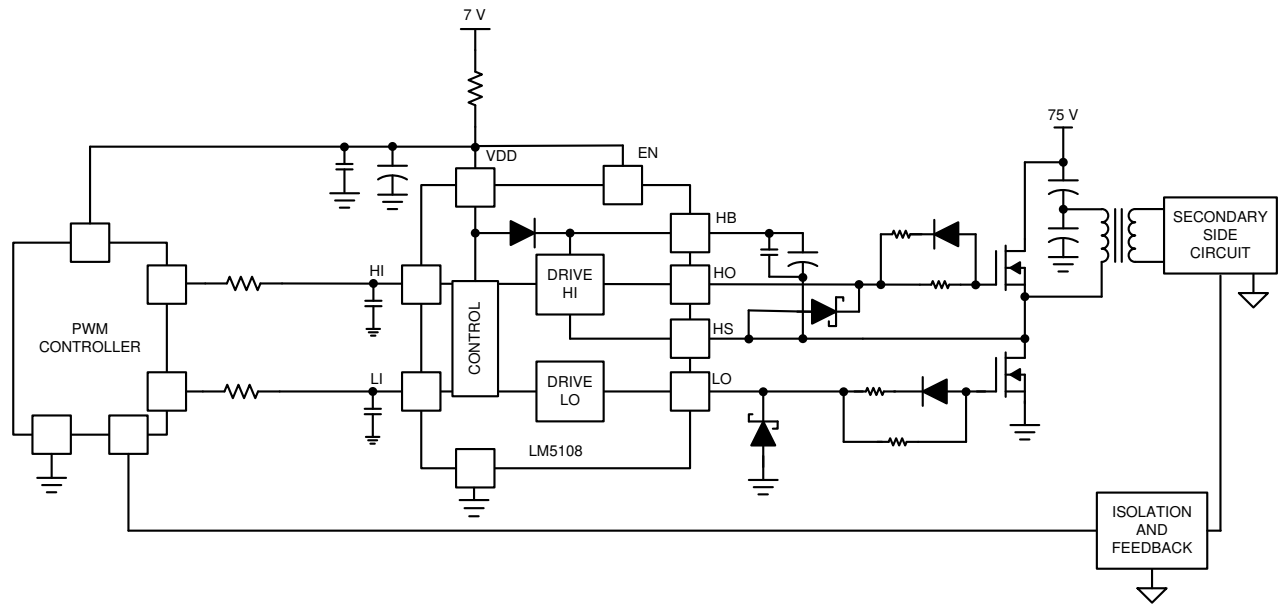 7 V
75 V
VDD
EN
HB
HI
HO
HS
LI
LO
PWM
CONTROLLER
CONTROL
DRIVE
HI
DRIVE
LO
LM5108
SECONDARY
SIDE
CIRCUIT
ISOLATION
AND
FEEDBACK